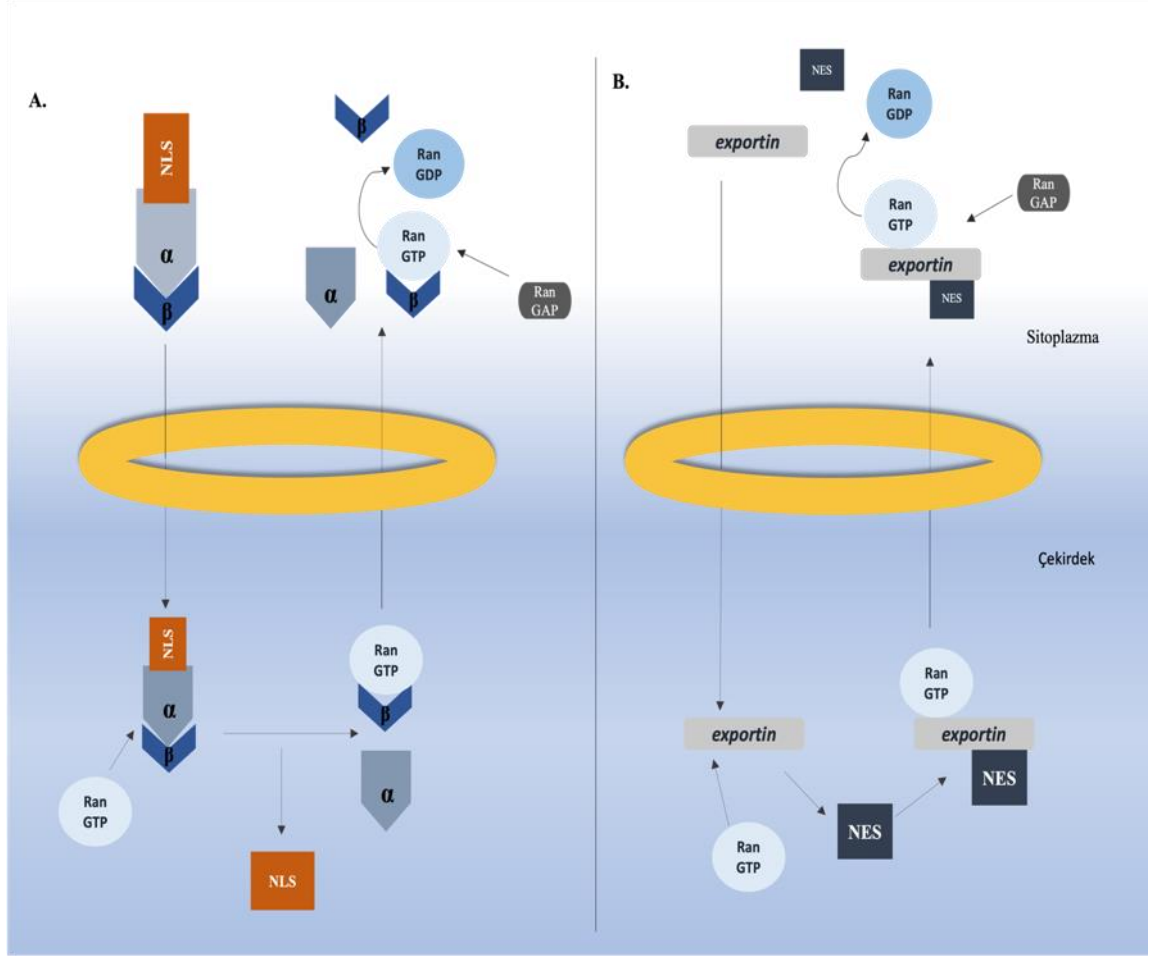 A.
NLS
α
β
β
Ran
GDP
Ran
GTP
α
β
Ran
GAP
NLS
α
β
Ran
GTP
Ran
GTP
β
α
NLS
B.
NES
Ran
GDP
exportin
Ran
GAP
Ran
GTP
exportin
NES
Sitoplazma
Çekirdek
Ran
GTP
exportin
exportin
NES
NES
Ran
GTP